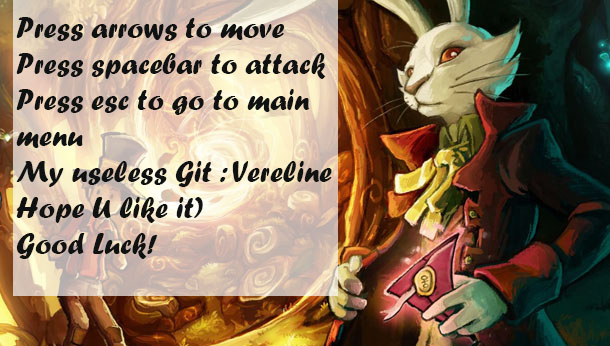 Press arrows to move
Press spacebar to attack
Press esc to go to main
menu
My useless Git : Vereline
Hope U like it)
Good Luck!